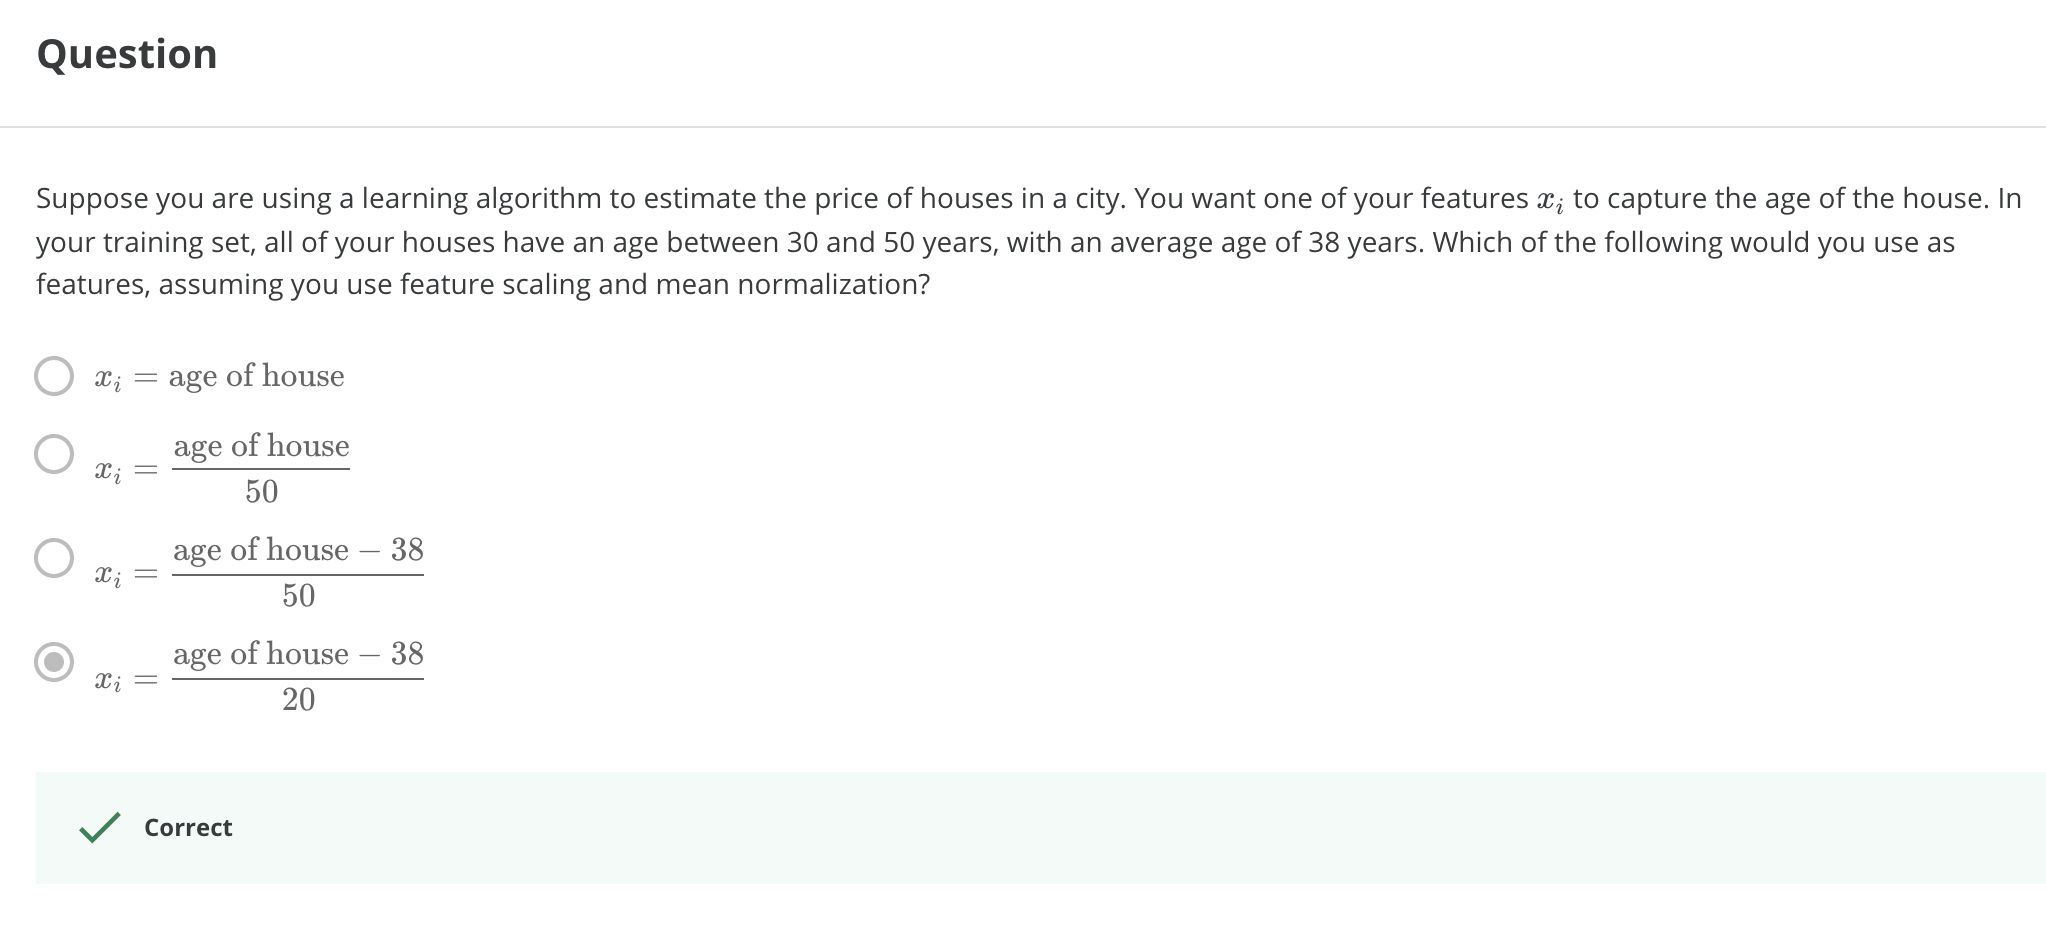 Question
Suppose you are using a learning algorithm to estimate the price of houses in a city. You want one of your features $x_i$ to capture the age of the house. In
your training set, all of your houses have an age between 30 and 50 years, with an average age of 38 years. Which of the following would you use as
features, assuming you use feature scaling and mean normalization?
$x_i = \text{age of house}$
$x_i = \frac{\text{age of house}}{50}$
$x_i = \frac{\text{age of house} - 38}{50}$
$x_i = \frac{\text{age of house} - 38}{20}$
Correct